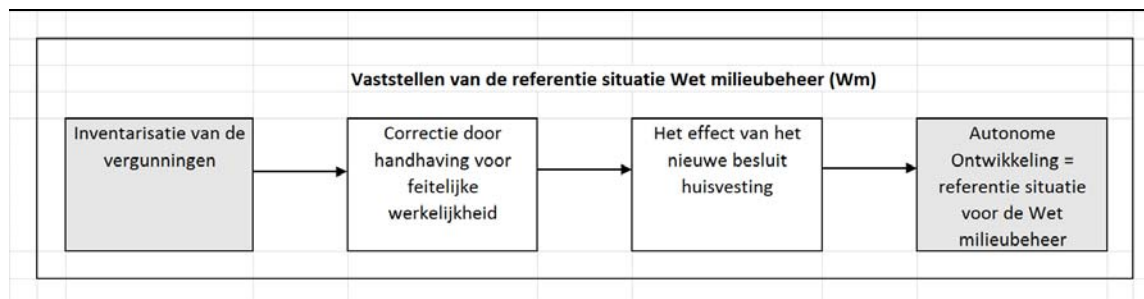 Vaststellen van de referentie situatie Wet milieubeheer (Wm)
Inventarisatie van de
vergunningen
Correctie door
handhaving voor
feitelijke
werkelijkheid
Het effect van het
nieuwe besluit
huisvesting
Autonome
Ontwikkeling =
referentie situatie
voor de Wet
milieubeheer